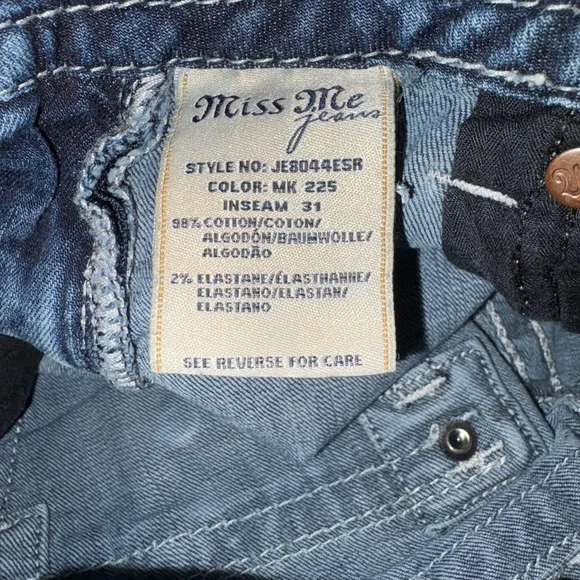 Miss Me
jeans
STYLE NO: JE8044ESR
COLOR: MK 225
INSEAM 31
98% COTTON/COTON/
ALGODÓN/BAUMWOLLE/
ALGODÃO
2% ELASTANE/ÉLASTHANNE/
ELASTANO/ELASTAN/
ELASTANO
SEE REVERSE FOR CARE